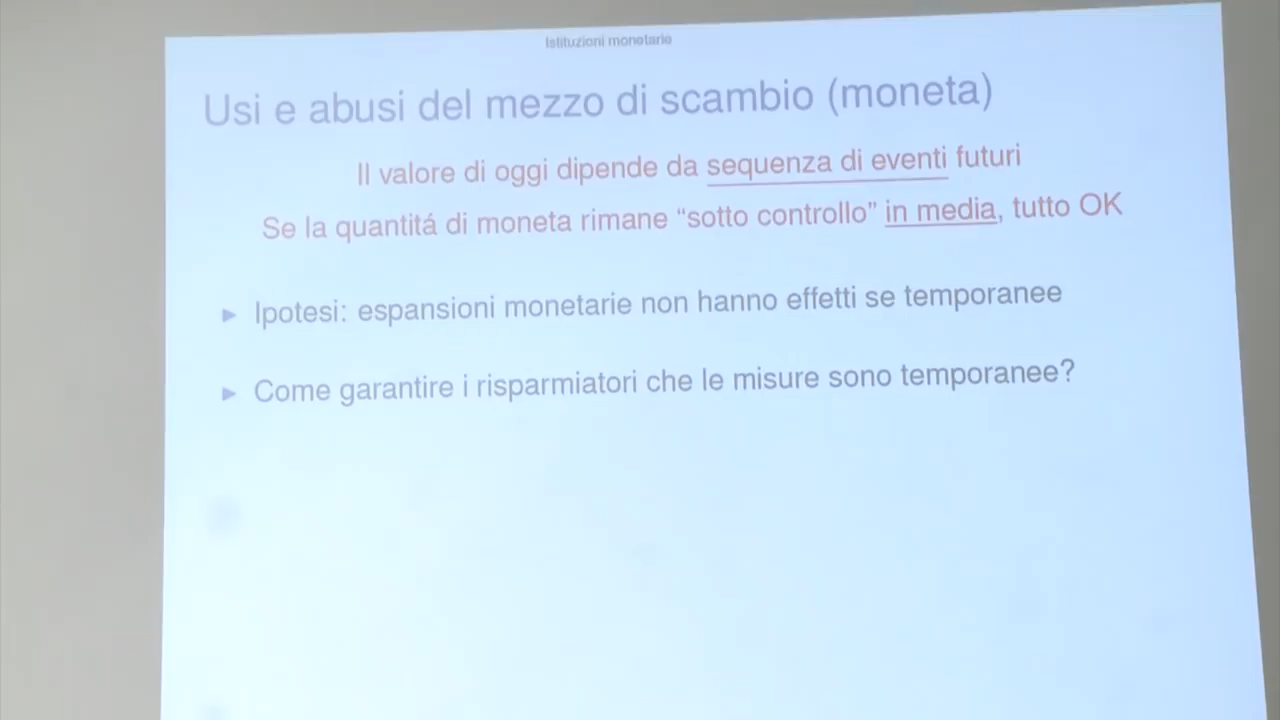 Istituzioni monetarie
Usi e abusi del mezzo di scambio (moneta)
Il valore di oggi dipende da sequenza di eventi futuri
Se la quantitá di moneta rimane “sotto controllo” in media, tutto OK
► Ipotesi: espansioni monetarie non hanno effetti se temporanee
► Come garantire i risparmiatori che le misure sono temporanee?